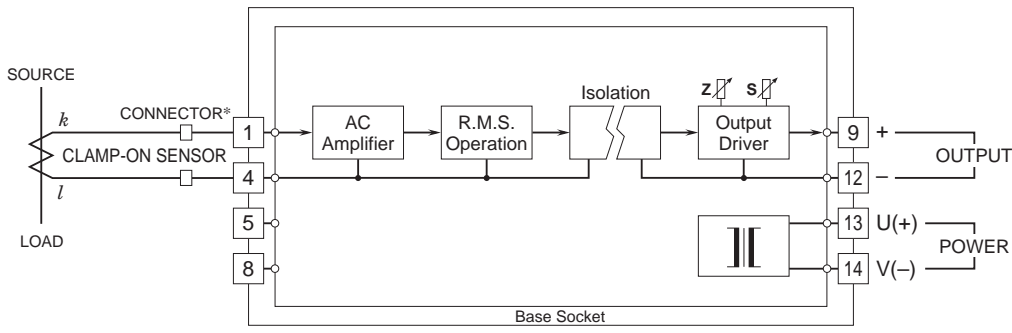 SOURCE
k
CONNECTOR*
CLAMP-ON SENSOR
l
LOAD
1
4
5
8
AC
Amplifier
R.M.S.
Operation
Isolation
Z
S
Output
Driver
9
+
12
–
OUTPUT
13
U(+)
14
V(–)
POWER
Base Socket